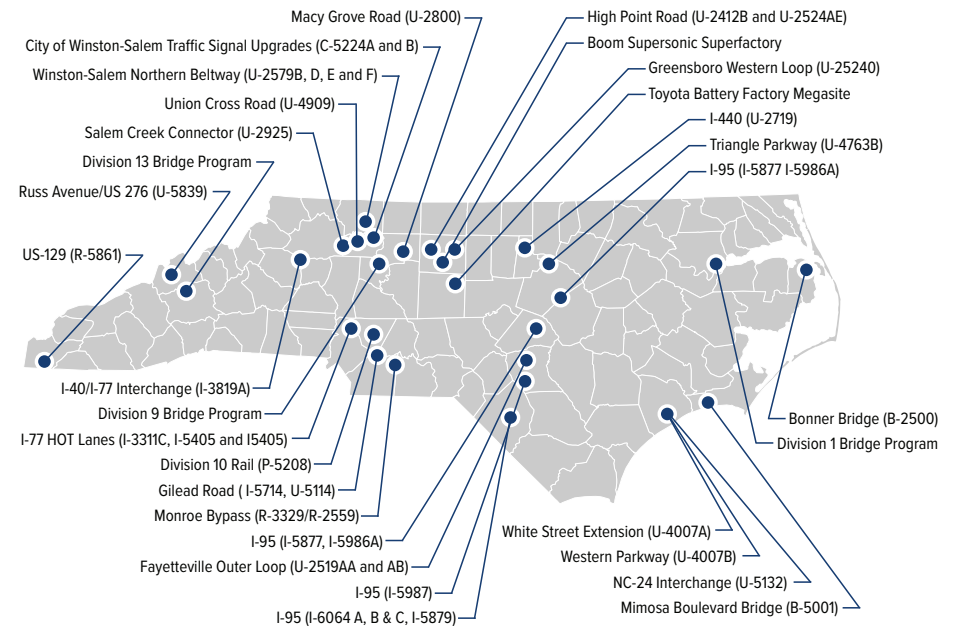 Macy Grove Road (U-2800)
City of Winston-Salem Traffic Signal Upgrades (C-5224A and B)
Winston-Salem Northern Beltway (U-2579B, D, E and F)
Union Cross Road (U-4909)
Salem Creek Connector (U-2925)
Division 13 Bridge Program
Russ Avenue/US 276 (U-5839)
US-129 (R-5861)
High Point Road (U-2412B and U-2524AE)
Boom Supersonic Superfactory
Greensboro Western Loop (U-25240)
Toyota Battery Factory Megasite
I-440 (U-2719)
Triangle Parkway (U-4763B)
I-95 (I-5877 I-5986A)
I-40/I-77 Interchange (I-3819A)
Division 9 Bridge Program
I-77 HOT Lanes (I-3311C, I-5405 and I5405)
Division 10 Rail (P-5208)
Gilead Road ( I-5714, U-5114)
Monroe Bypass (R-3329/R-2559)
I-95 (I-5877, I-5986A)
Fayetteville Outer Loop (U-2519AA and AB)
I-95 (I-5987)
I-95 (I-6064 A, B & C, I-5879)
Bonner Bridge (B-2500)
Division 1 Bridge Program
White Street Extension (U-4007A)
Western Parkway (U-4007B)
NC-24 Interchange (U-5132)
Mimosa Boulevard Bridge (B-5001)